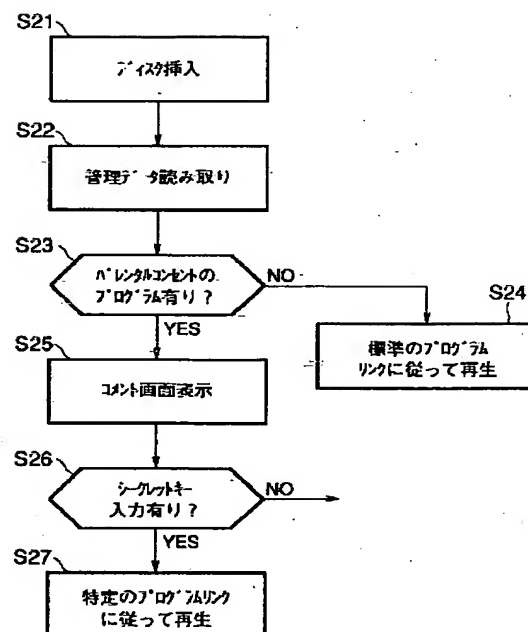 S21
ディスク挿入
S22
管理データ読み取り
S23
パレンタルコンセントの
プログラム有り?
NO
YES
S24
標準のプログラム
リンクに従って再生
S25
コメント画面表示
S26
シークレットキー
入力有り?
NO
YES
S27
特定のプログラムリンク
に従って再生